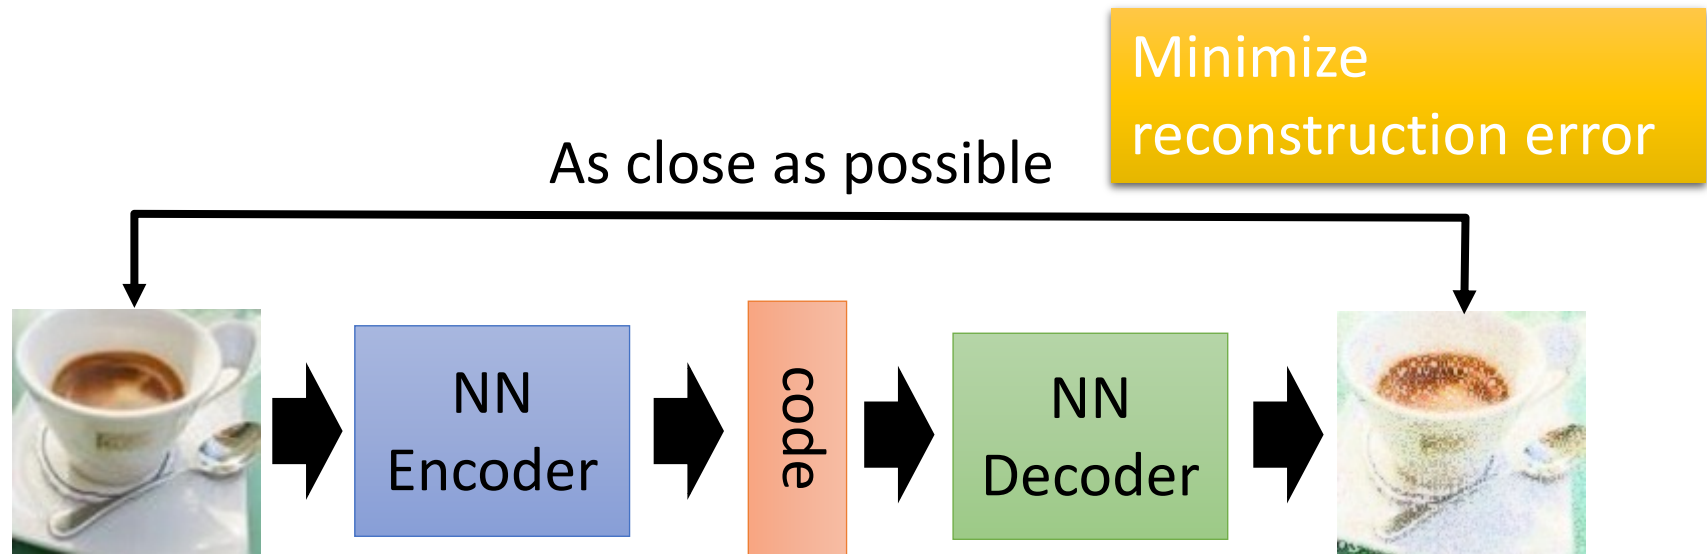 Minimize
reconstruction error
As close as possible
NN
Encoder
code
NN
Decoder